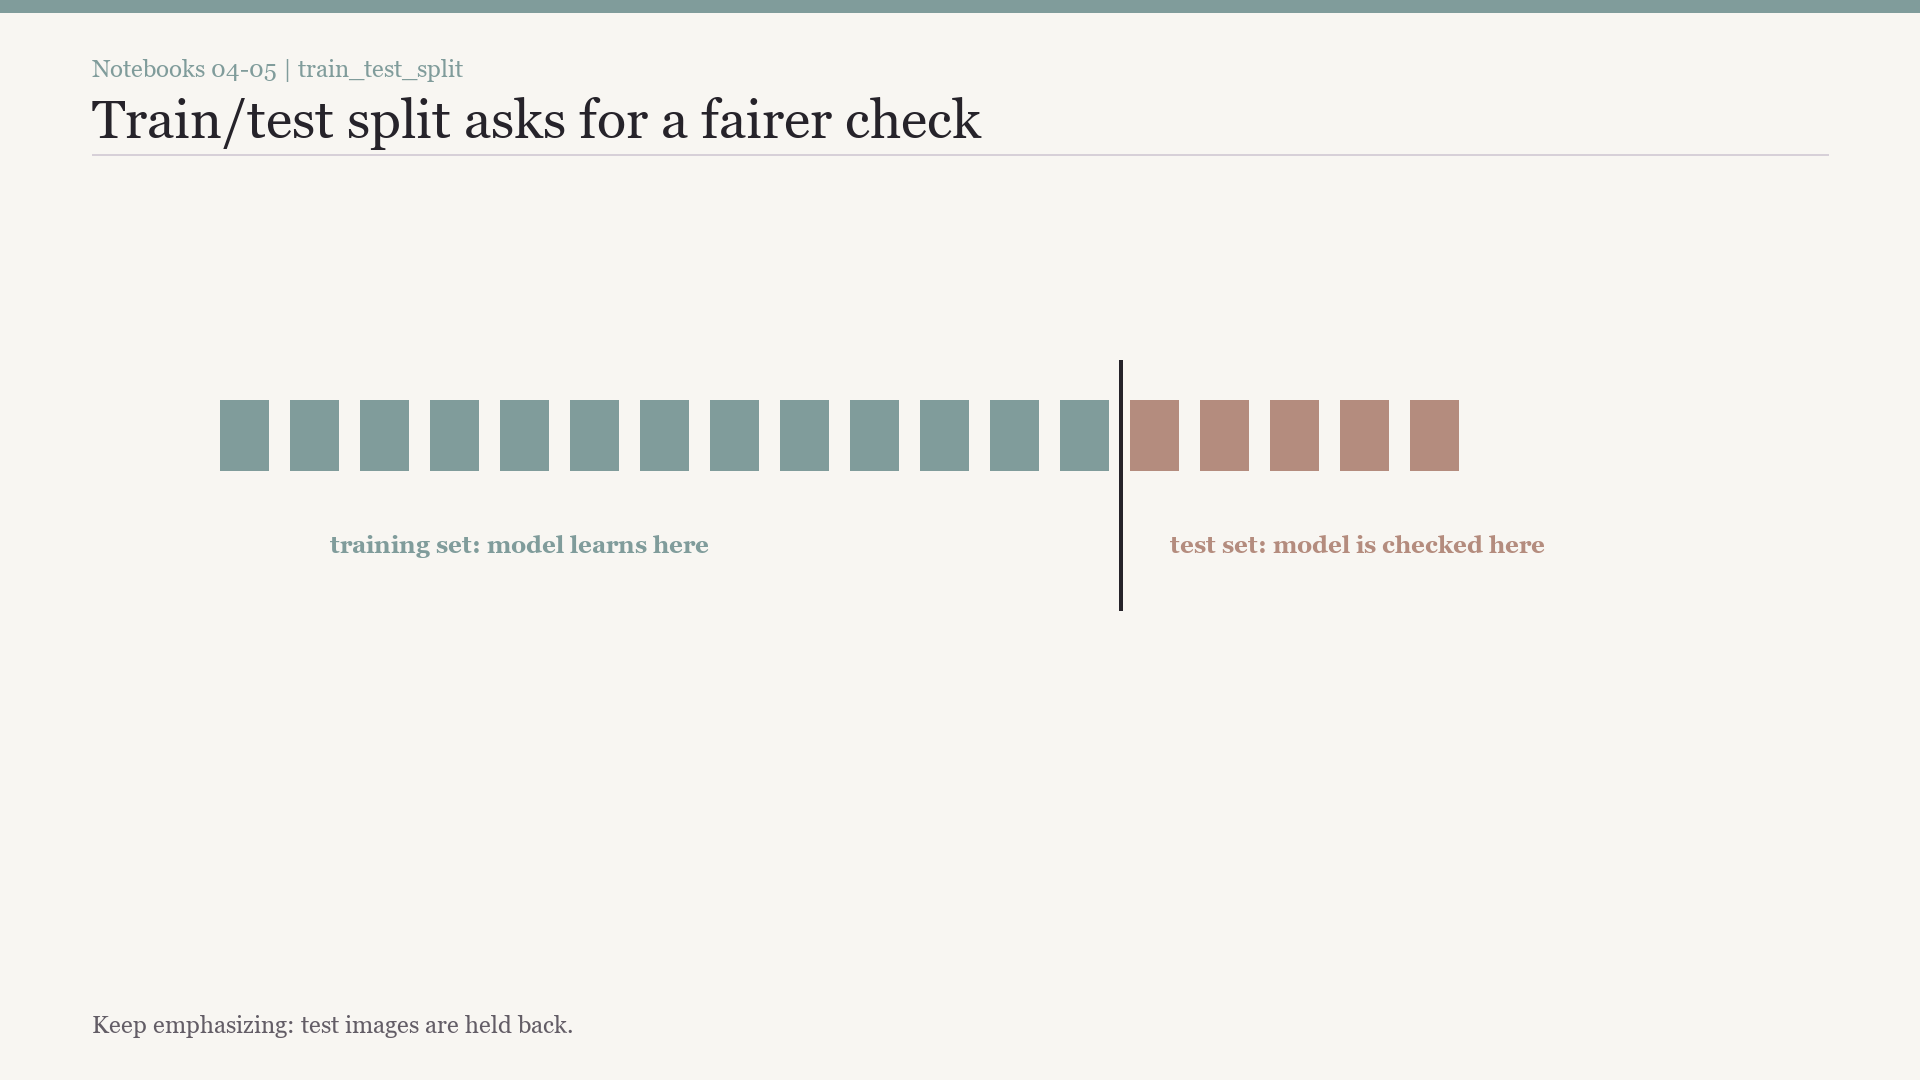 Notebooks 04-05 | train_test_split
Train/test split asks for a fairer check
training set: model learns here
test set: model is checked here
Keep emphasizing: test images are held back.